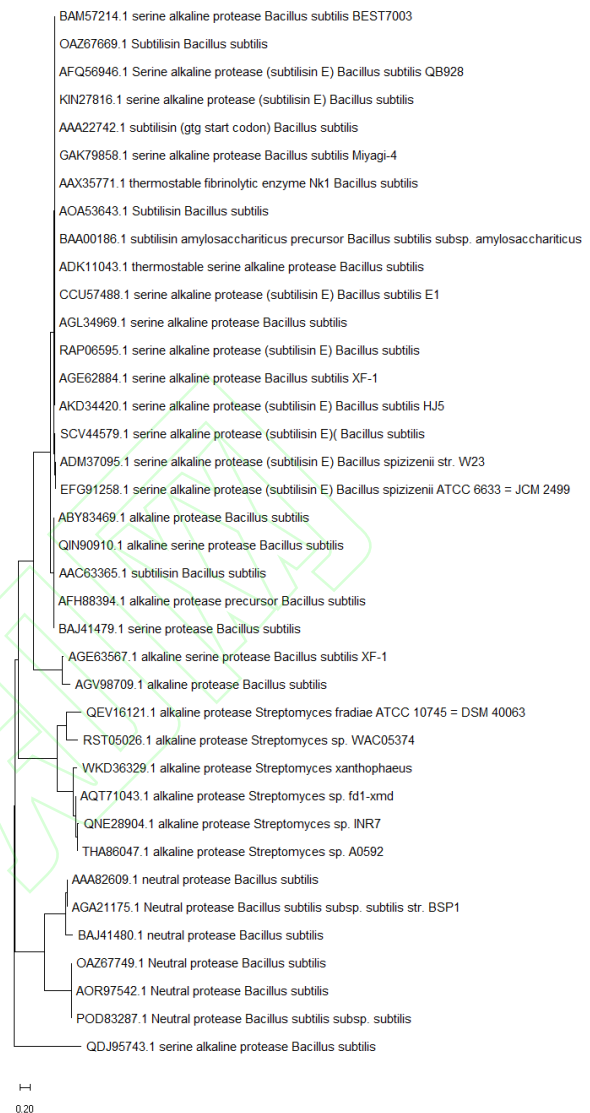 BAM57214.1 serine alkaline protease Bacillus subtilis BEST7003
OAZ67669.1 Subtilisin Bacillus subtilis
AFQ56946.1 Serine alkaline protease (subtilisin E) Bacillus subtilis QB928
KIN27816.1 serine alkaline protease (subtilisin E) Bacillus subtilis
AAA22742.1 subtilisin (gtg start codon) Bacillus subtilis
GAK79858.1 serine alkaline protease Bacillus subtilis Miyagi-4
AAX35771.1 thermostable fibrinolytic enzyme Nk1 Bacillus subtilis
AOA53643.1 Subtilisin Bacillus subtilis
BAA00186.1 subtilisin amylosacchariticus precursor Bacillus subtilis subsp. amylosacchariticus
ADK11043.1 thermostable serine alkaline protease Bacillus subtilis
CCU57488.1 serine alkaline protease (subtilisin E) Bacillus subtilis E1
AGL34969.1 serine alkaline protease Bacillus subtilis
RAP06595.1 serine alkaline protease (subtilisin E) Bacillus subtilis
AGE62884.1 serine alkaline protease Bacillus subtilis XF-1
AKD34420.1 serine alkaline protease (subtilisin E) Bacillus subtilis HJ5
SCV44579.1 serine alkaline protease (subtilisin E)( Bacillus subtilis
ADM37095.1 serine alkaline protease (subtilisin E) Bacillus spizizenii str. W23
EFG91258.1 serine alkaline protease (subtilisin E) Bacillus spizizenii ATCC 6633 = JCM 2499
ABY83469.1 alkaline protease Bacillus subtilis
QIN90910.1 alkaline serine protease Bacillus subtilis
AAC63365.1 subtilisin Bacillus subtilis
AFH88394.1 alkaline protease precursor Bacillus subtilis
BAJ41479.1 serine protease Bacillus subtilis
AGE63567.1 alkaline serine protease Bacillus subtilis XF-1
AGV98709.1 alkaline protease Bacillus subtilis
QEV16121.1 alkaline protease Streptomyces fradiae ATCC 10745 = DSM 40063
RST05026.1 alkaline protease Streptomyces sp. WAC05374
WKD36329.1 alkaline protease Streptomyces xanthophaeus
AQT71043.1 alkaline protease Streptomyces sp. fd1-xmd
QNE28904.1 alkaline protease Streptomyces sp. INR7
THA86047.1 alkaline protease Streptomyces sp. A0592
AAA82609.1 neutral protease Bacillus subtilis
AGA21175.1 Neutral protease Bacillus subtilis subsp. subtilis str. BSP1
BAJ41480.1 neutral protease Bacillus subtilis
OAZ67749.1 Neutral protease Bacillus subtilis
AOR97542.1 Neutral protease Bacillus subtilis
POD83287.1 Neutral protease Bacillus subtilis subsp. subtilis
QDJ95743.1 serine alkaline protease Bacillus subtilis
0.20